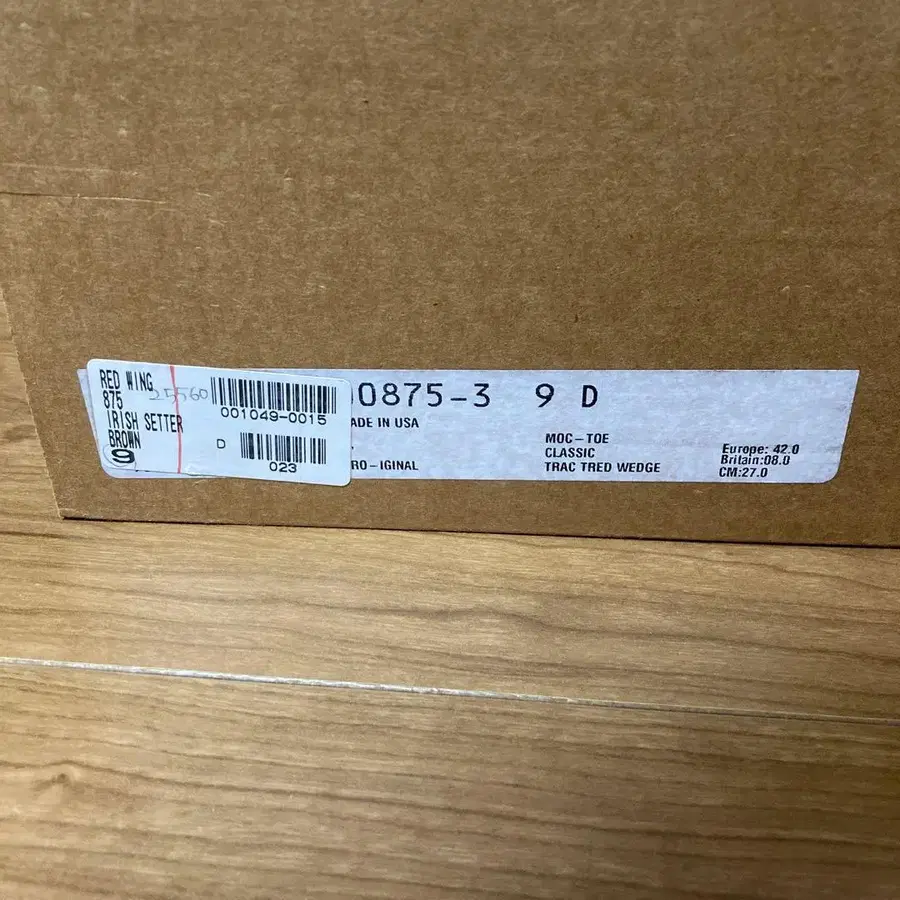 RED WING
875
25560
IRISH SETTER
BROWN
9
001049-0015
D
023
0875-3 9 D
ADE IN USA
RO-IGINAL
MOC-TOE
CLASSIC
TRAC TRED WEDGE
Europe: 42.0
Britain:08.0
CM:27.0